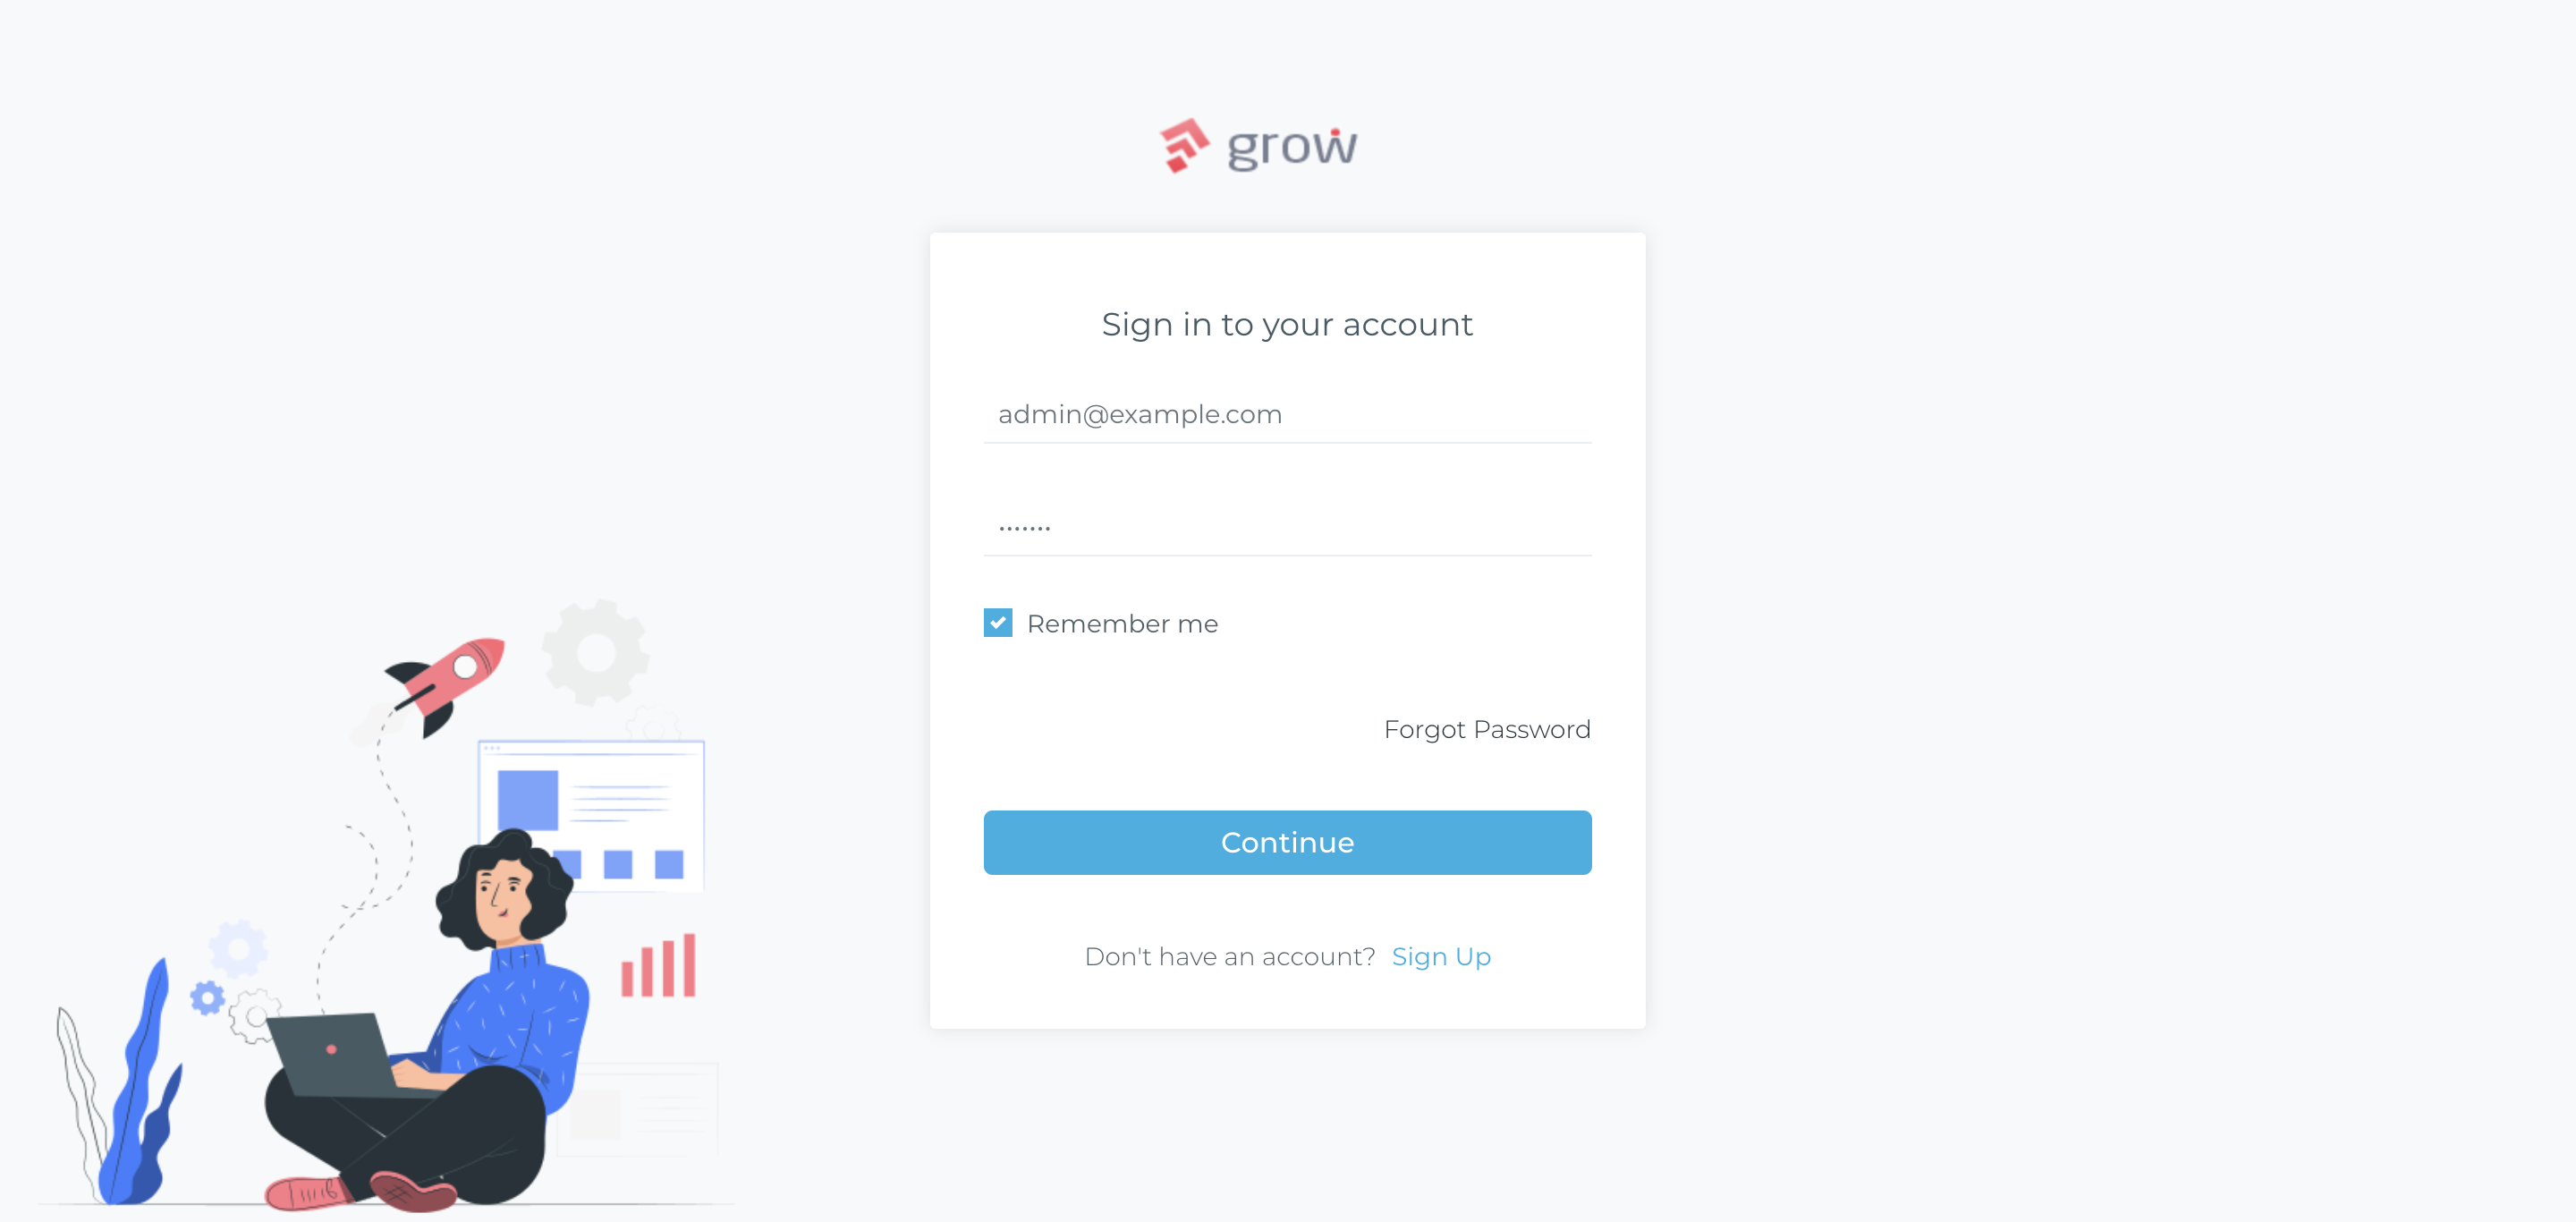 grow
Sign in to your account
admin@example.com
•••••••
Remember me
Forgot Password
Continue
Don't have an account? Sign Up